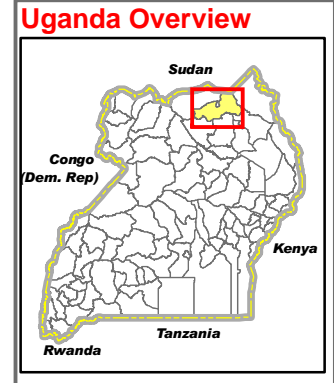 Uganda Overview
Sudan
Congo
(Dem. Rep)
Kenya
Tanzania
Rwanda